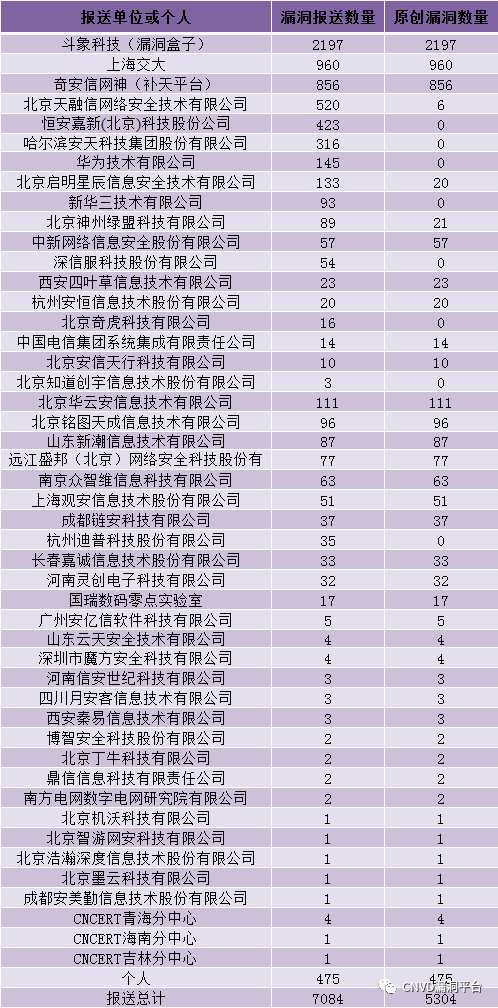 报送单位或个人 漏洞报送数量 原创漏洞数量
斗象科技（漏洞盒子） 2197 2197
上海交大 960 960
奇安信网神（补天平台） 856 856
北京天融信网络安全技术有限公司 520 6
恒安嘉新(北京)科技股份公司 423 0
哈尔滨安天科技集团股份有限公司 316 0
华为技术有限公司 145 0
北京启明星辰信息安全技术有限公司 133 20
新华三技术有限公司 93 0
北京神州绿盟科技有限公司 89 21
中新网络信息安全股份有限公司 57 57
深信服科技股份有限公司 54 0
西安四叶草信息技术有限公司 23 23
杭州安恒信息技术股份有限公司 20 20
北京奇虎科技有限公司 16 0
中国电信集团系统集成有限责任公司 14 14
北京安信天行科技有限公司 10 10
北京知道创宇信息技术股份有限公司 3 0
北京华云安信息技术有限公司 111 111
北京铭图天成信息技术有限公司 96 96
山东新潮信息技术有限公司 87 87
远江盛邦（北京）网络安全科技股份有 77 77
南京众智维信息科技有限公司 63 63
上海观安信息技术股份有限公司 51 51
成都链安科技有限公司 37 37
杭州迪普科技股份有限公司 35 0
长春嘉诚信息技术股份有限公司 33 33
河南灵创电子科技有限公司 32 32
国瑞数码零点实验室 17 17
广州安亿信软件科技有限公司 5 5
山东云天安全技术有限公司 4 4
深圳市魔方安全科技有限公司 4 4
河南信安世纪科技有限公司 3 3
四川月安客信息技术有限公司 3 3
西安秦易信息技术有限公司 3 3
博智安全科技股份有限公司 2 2
北京丁牛科技有限公司 2 2
鼎信信息科技有限责任公司 2 2
南方电网数字电网研究院有限公司 2 2
北京机沃科技有限公司 1 1
北京智游网安科技有限公司 1 1
北京浩瀚深度信息技术股份有限公司 1 1
北京墨云科技有限公司 1 1
成都安美勤信息技术股份有限公司 1 1
CNCERT青海分中心 4 4
CNCERT海南分中心 1 1
CNCERT吉林分中心 1 1
个人 475 475
报送总计 7084 5304
CNVD漏洞平台